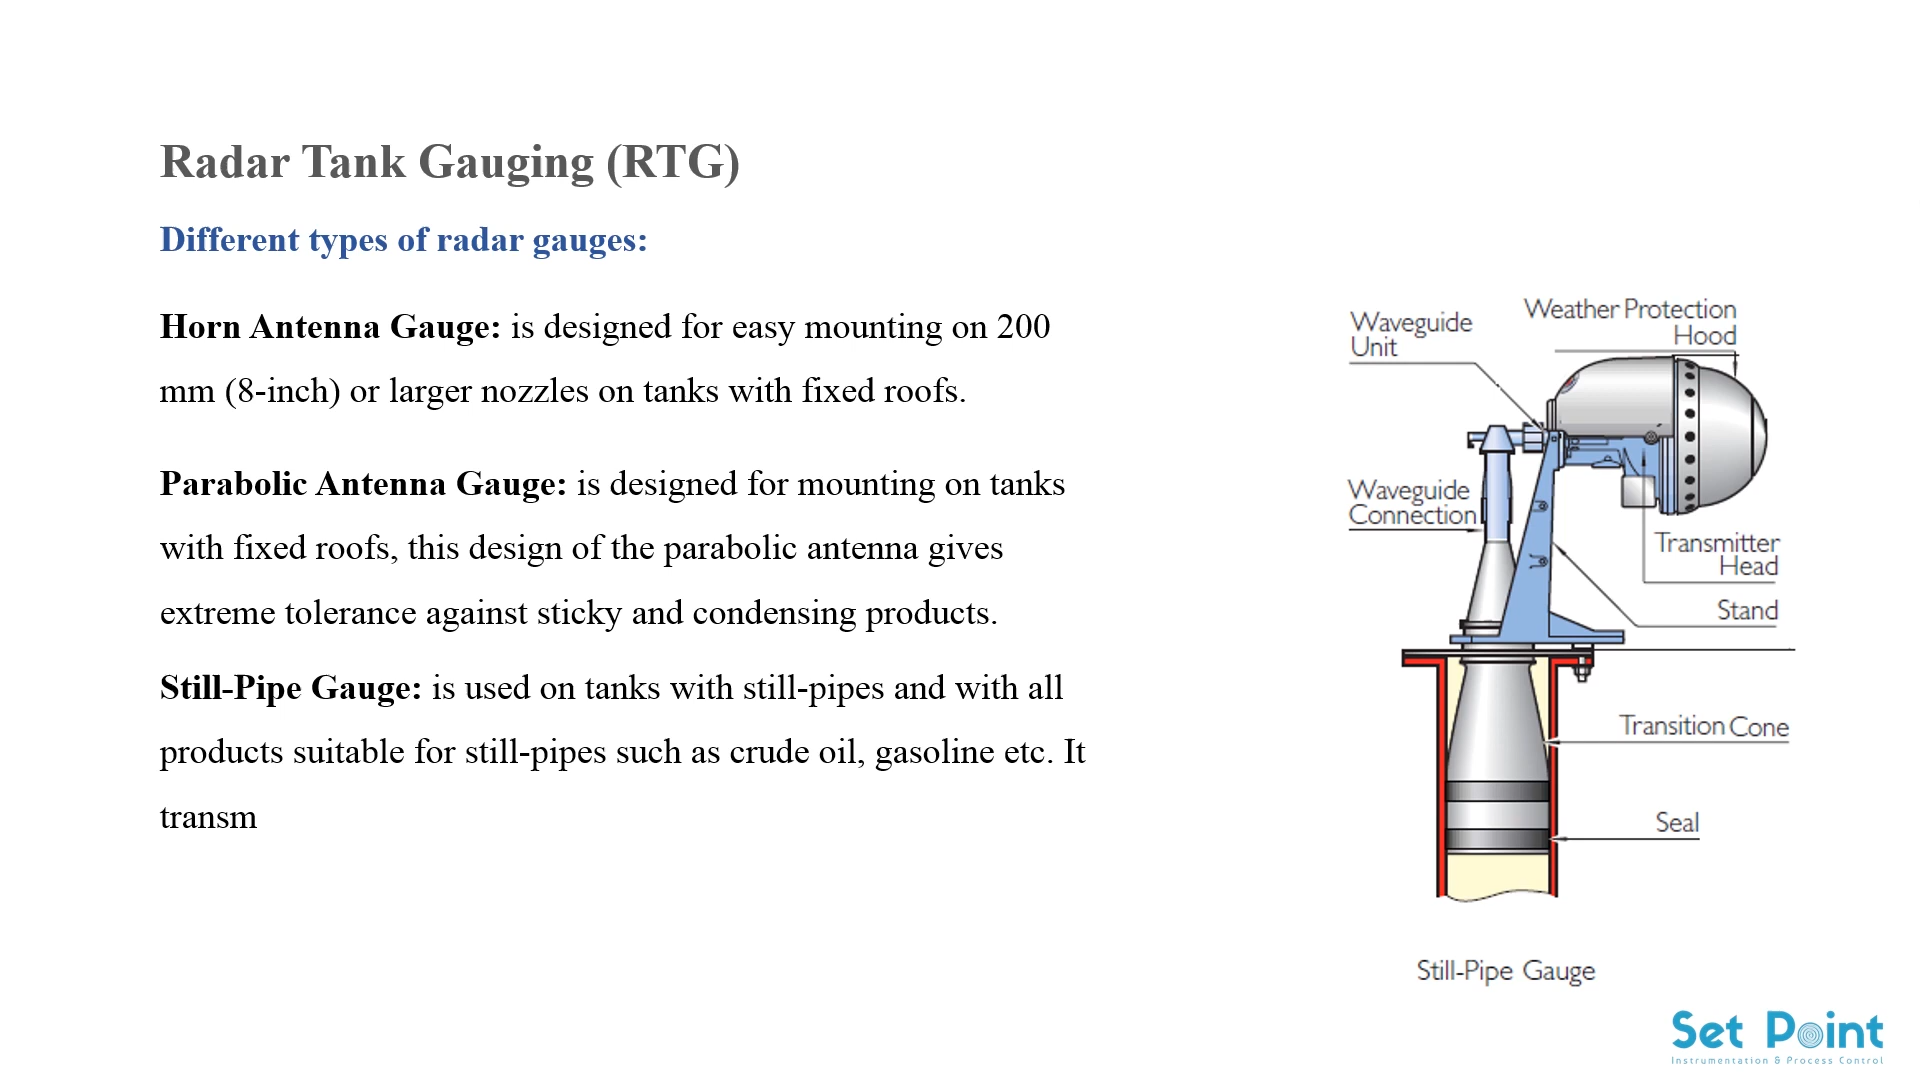 Radar Tank Gauging (RTG)
Different types of radar gauges:
Horn Antenna Gauge: is designed for easy mounting on 200
mm (8-inch) or larger nozzles on tanks with fixed roofs.
Parabolic Antenna Gauge: is designed for mounting on tanks
with fixed roofs, this design of the parabolic antenna gives
extreme tolerance against sticky and condensing products.
Still-Pipe Gauge: is used on tanks with still-pipes and with all
products suitable for still-pipes such as crude oil, gasoline etc. It
transm
Weather Protection
Hood
Waveguide
Unit
Waveguide
Connection
Transmitter
Head
Stand
Transition Cone
Seal
Still-Pipe Gauge
Set Point
Instrumentation & Process Control